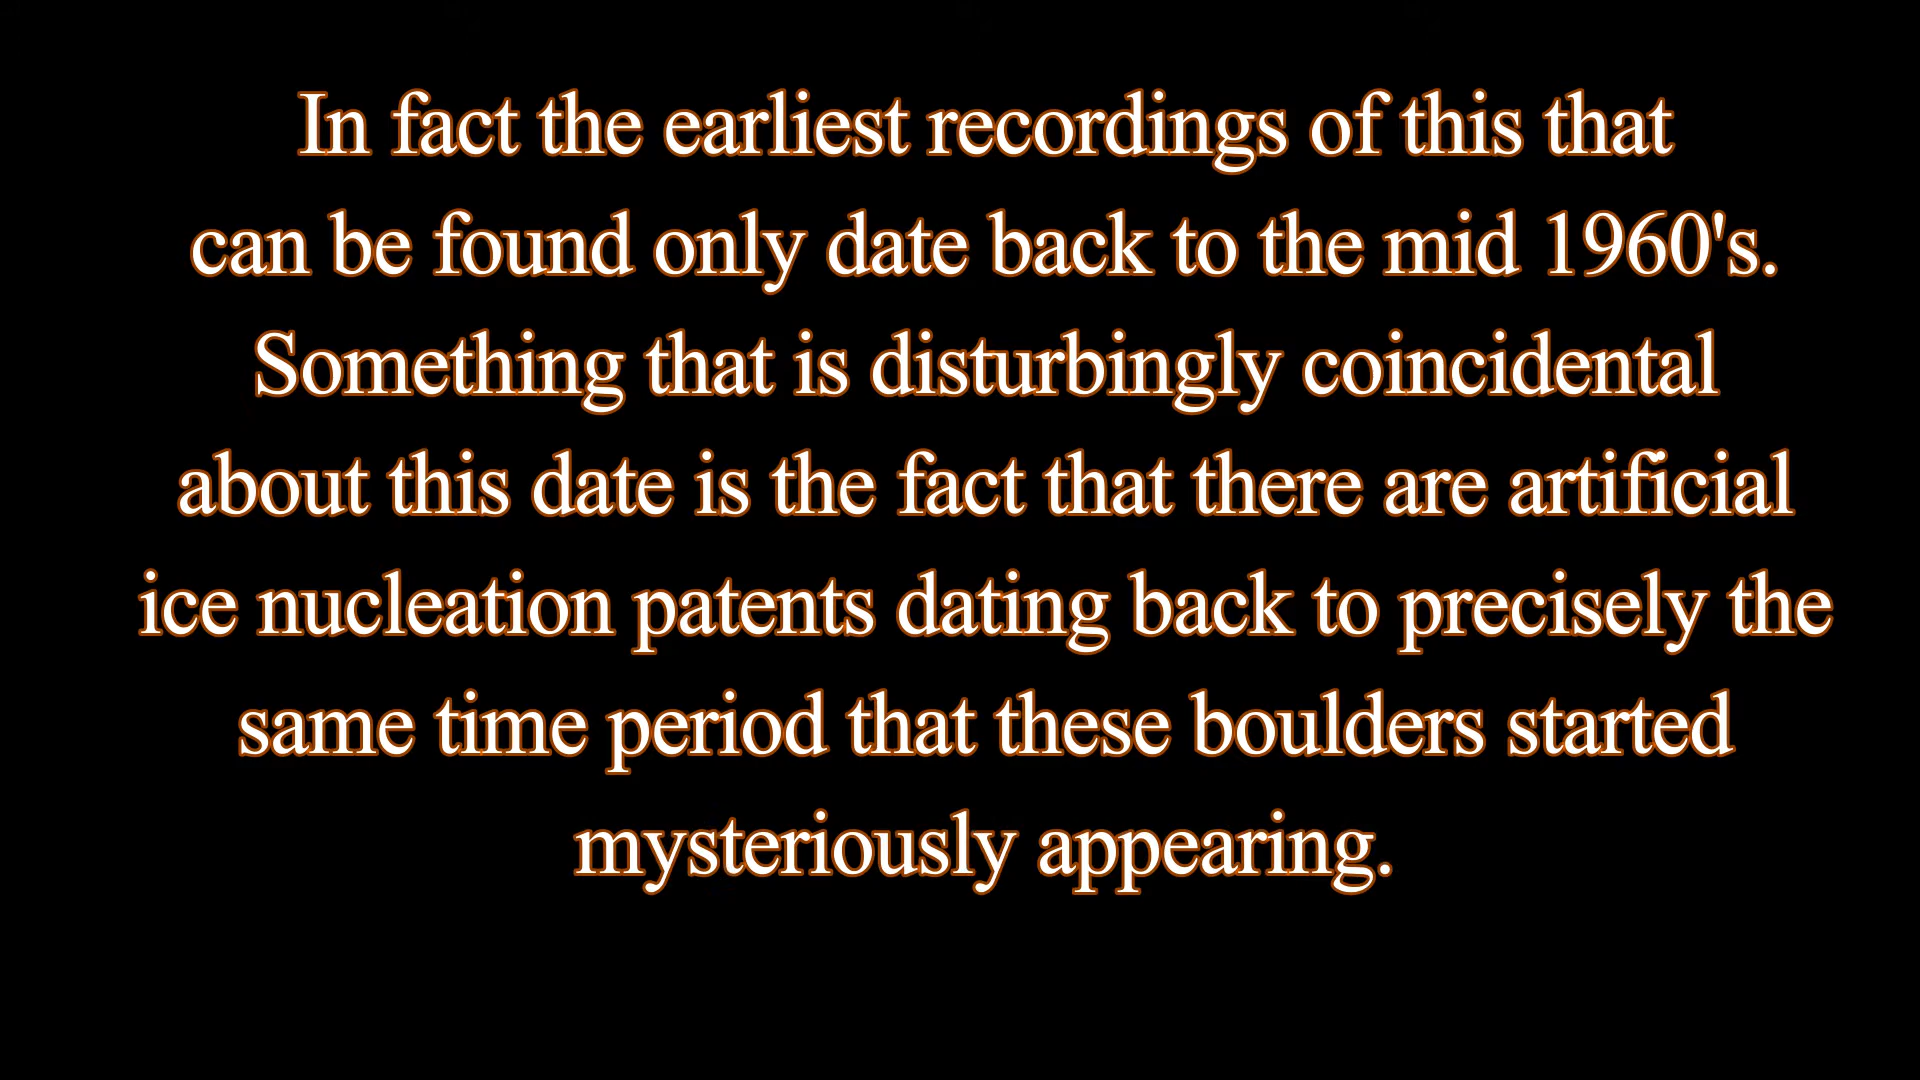 In fact the earliest recordings of this that
can be found only date back to the mid 1960's.
Something that is disturbingly coincidental
about this date is the fact that there are artificial
ice nucleation patents dating back to precisely the
same time period that these boulders started
mysteriously appearing.